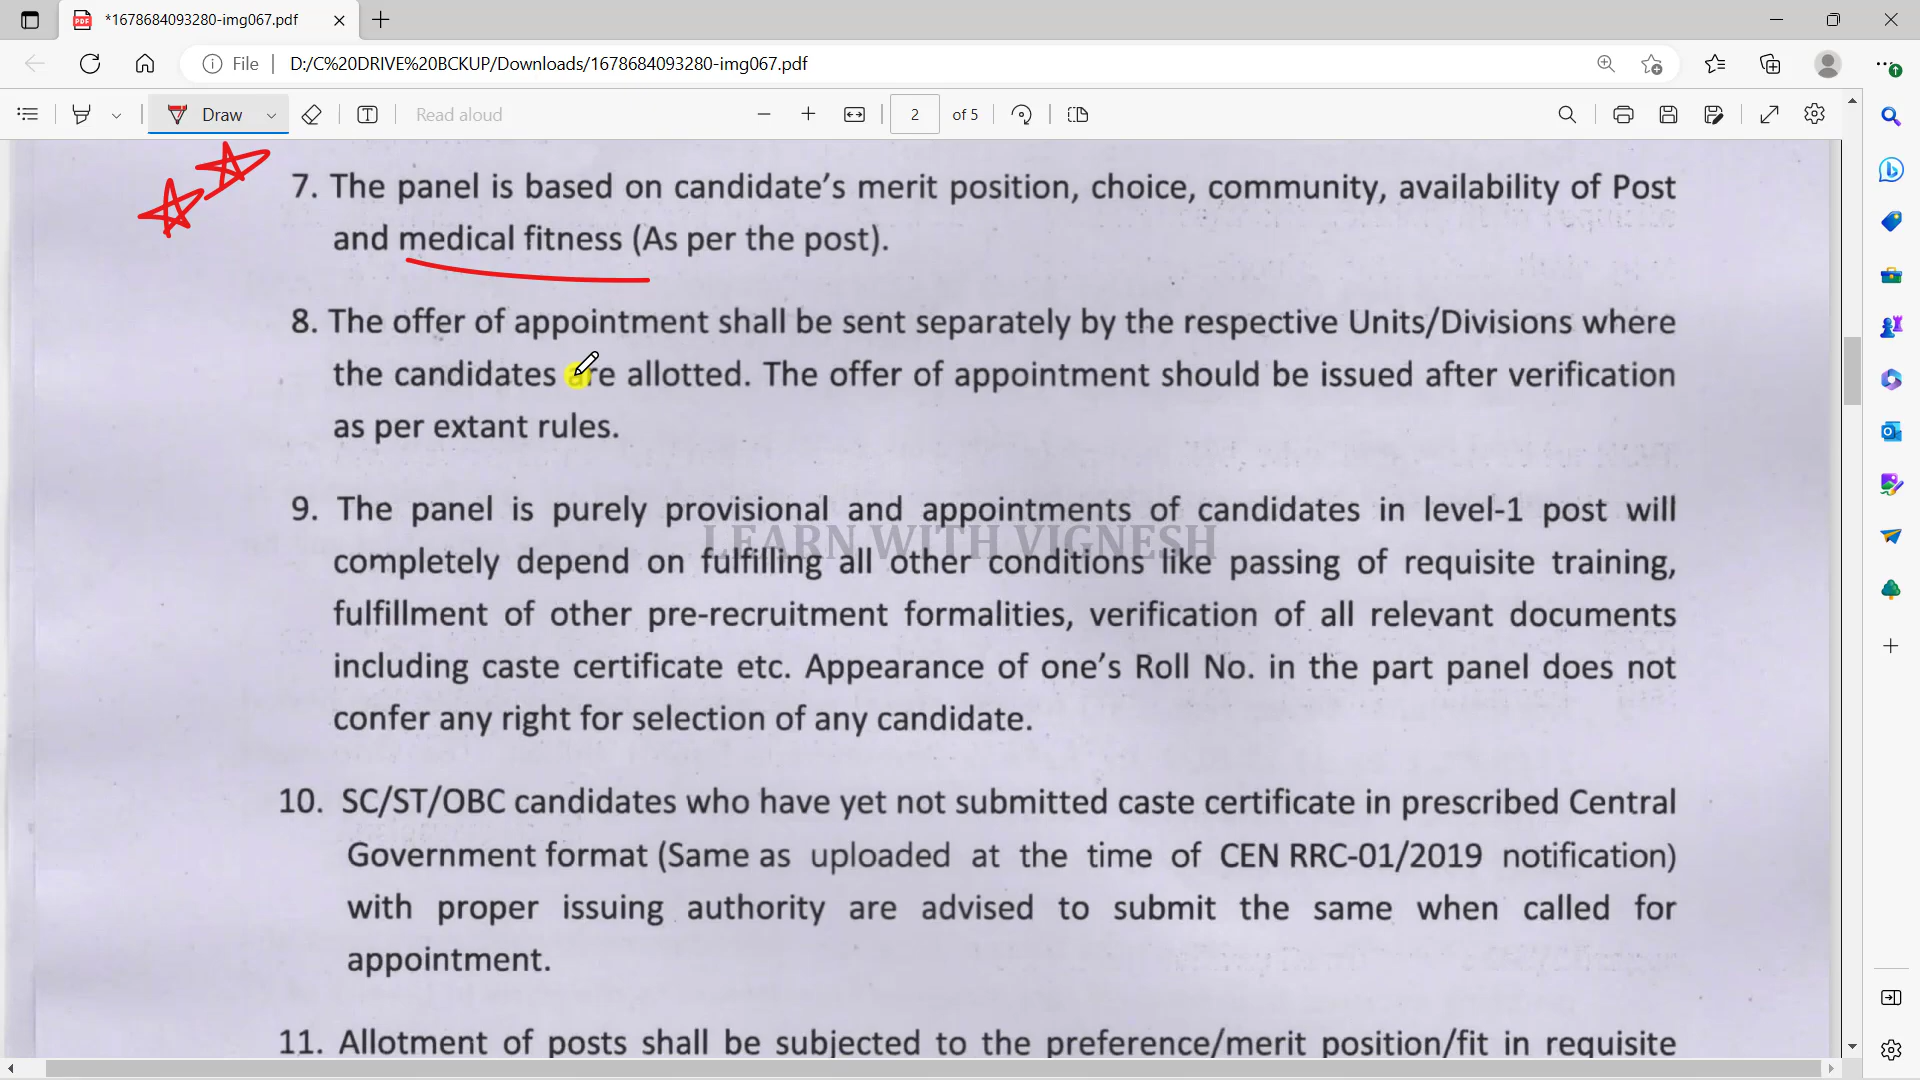 *1678684093280-img067.pdf
File
D:/C%20DRIVE%20BCKUP/Downloads/1678684093280-img067.pdf
Draw
Read aloud
2
of 5
7. The panel is based on candidate's merit position, choice, community, availability of Post
and medical fitness (As per the post).
8. The offer of appointment shall be sent separately by the respective Units/Divisions where
the candidates are allotted. The offer of appointment should be issued after verification
as per extant rules.
9. The panel is purely provisional and appointments of candidates in level-1 post will
LEARN WITH VIGNESH
completely depend on fulfilling all other conditions like passing of requisite training,
fulfillment of other pre-recruitment formalities, verification of all relevant documents
including caste certificate etc. Appearance of one's Roll No. in the part panel does not
confer any right for selection of any candidate.
10. SC/ST/OBC candidates who have yet not submitted caste certificate in prescribed Central
Government format (Same as uploaded at the time of CEN RRC-01/2019 notification)
with proper issuing authority are advised to submit the same when called for
appointment.
11. Allotment of posts shall be subjected to the preference/merit position/fit in requisite